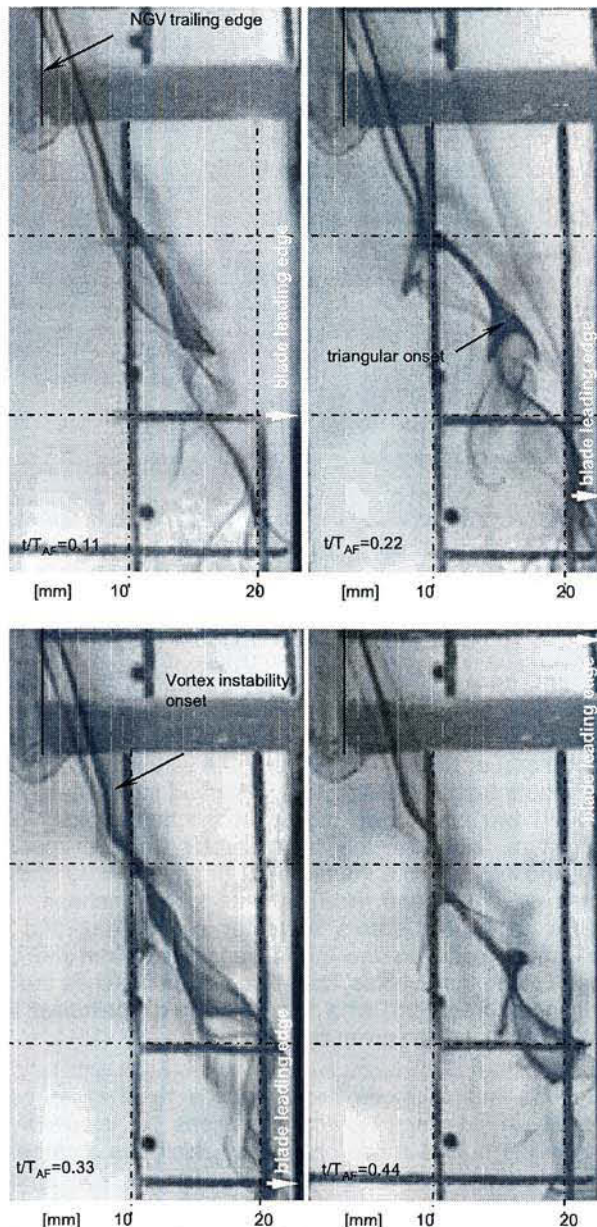 NGV trailing edge
blade leading edge
t/TAF=0.11
triangular onset
blade leading edge
t/TAF=0.22
[mm] 10 20
[mm] 10 20
Vortex instability
onset
blade leading edge
t/TAF=0.33
blade leading edge
t/TAF=0.44
[mm] 10 20
[mm] 10 20